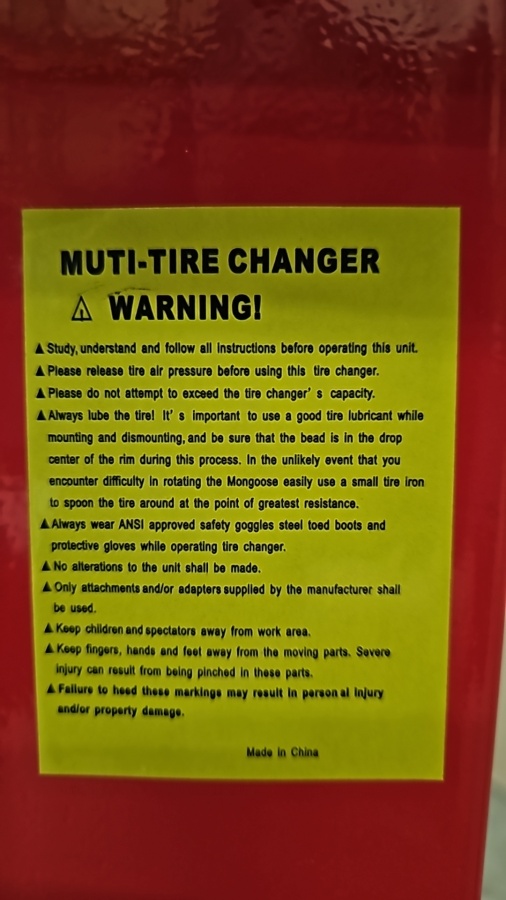 MUTI-TIRE CHANGER
⚠ WARNING!
▲Study, understand and follow all instructions before operating this unit.
▲Please release tire air pressure before using this tire changer.
▲Please do not attempt to exceed the tire changer's capacity.
▲Always lube the tire! It's important to use a good tire lubricant while
mounting and dismounting, and be sure that the bead is in the drop
center of the rim during this process. In the unlikely event that you
encounter difficulty in rotating the Mongoose easily use a small tire iron
to spoon the tire around at the point of greatest resistance.
▲Always wear ANSI approved safety goggles steel toed boots and
protective gloves while operating tire changer.
▲No alterations to the unit shall be made.
▲Only attachments and/or adapters supplied by the manufacturer shall
be used.
▲Keep children and spectators away from work area.
▲Keep fingers, hands and feet away from the moving parts. Severe
injury can result from being pinched in these parts.
▲Failure to heed these markings may result in personal injury
and/or property damage.
Made in China